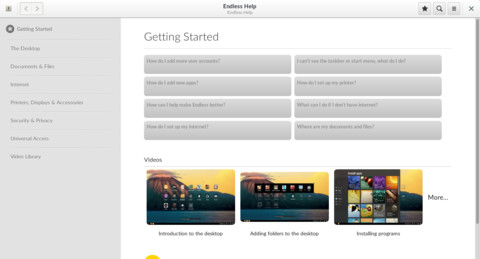 Endless Help
Endless Help
Getting Started
The Desktop
Documents & Files
Internet
Printers, Displays & Accessories
Security & Privacy
Universal Access
Video Library
Getting Started
How do I add more user accounts?
I can't see the taskbar or start menu, what do I do?
How do I add new apps?
How do I set up my printer?
How can I help make Endless better?
What can I do if I don't have internet?
How do I set up my internet?
Where are my documents and files?
Videos
More...
Introduction to the desktop
Adding folders to the desktop
Installing programs